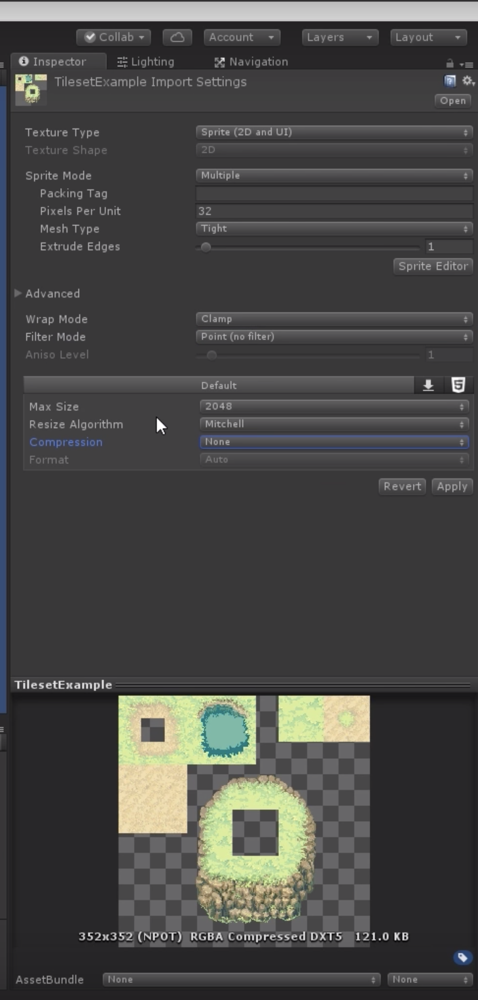 Collab Account Layers Layout
Inspector Lighting Navigation
TilesetExample Import Settings
Open
Texture Type Sprite (2D and UI)
Texture Shape 2D
Sprite Mode Multiple
Packing Tag
Pixels Per Unit 32
Mesh Type Tight
Extrude Edges 1
Sprite Editor
Advanced
Wrap Mode Clamp
Filter Mode Point (no filter)
Aniso Level 1
Default
Max Size 2048
Resize Algorithm Mitchell
Compression None
Format Auto
Revert Apply
TilesetExample
352x352 (NPOT) RGBA Compressed DXT5 121.0 KB
AssetBundle None None